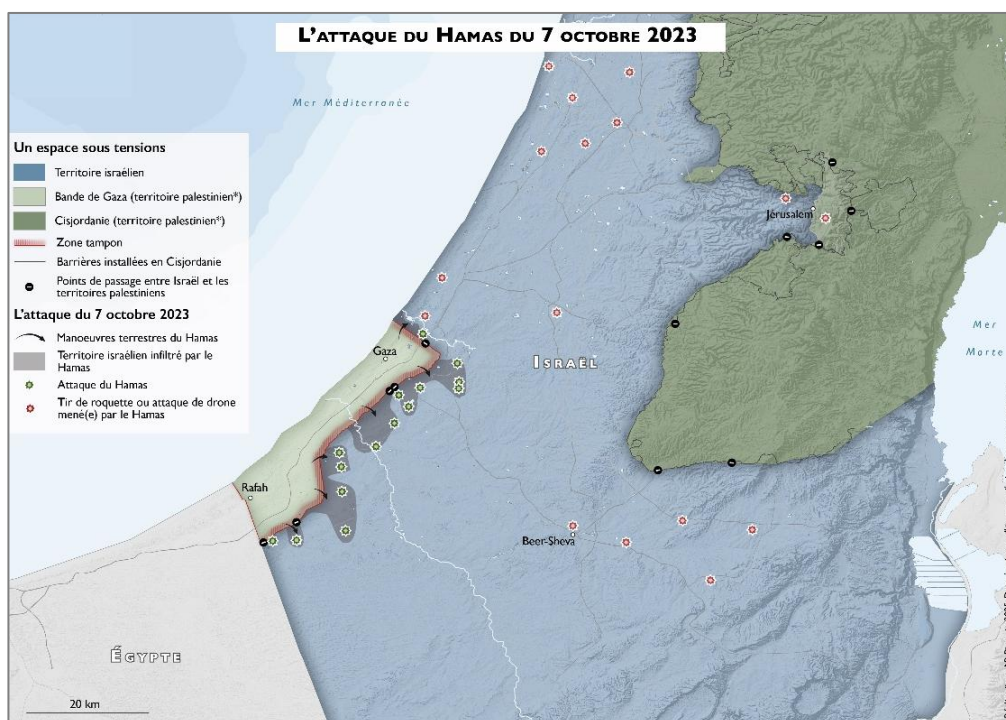 L'ATTAQUE DU HAMAS DU 7 OCTOBRE 2023
Mer Méditerranée
Un espace sous tensions
Territoire israélien
Bande de Gaza (territoire palestinien*)
Cisjordanie (territoire palestinien*)
Zone tampon
Barrières installées en Cisjordanie
Points de passage entre Israël et les
territoires palestiniens
L'attaque du 7 octobre 2023
Manoeuvres terrestres du Hamas
Territoire israélien infiltré par le
Hamas
Attaque du Hamas
Tir de roquette ou attaque de drone
mené(e) par le Hamas
Jérusalem
Mer
Morte
Gaza
ISRAËL
Rafah
Beer-Sheva
ÉGYPTE
20 km